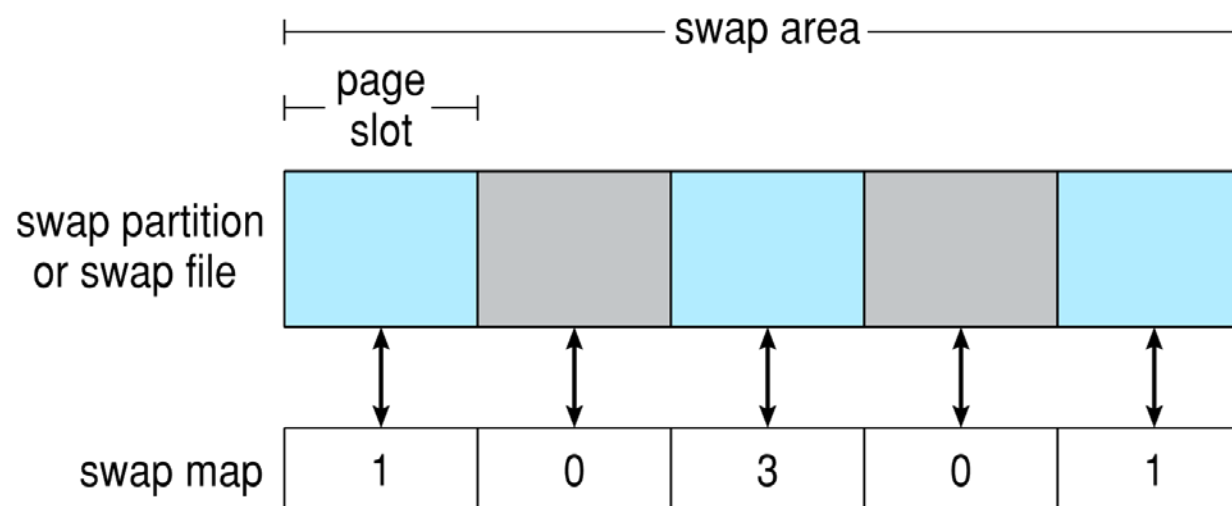 swap area
page
slot
swap partition
or swap file
swap map 1 0 3 0 1